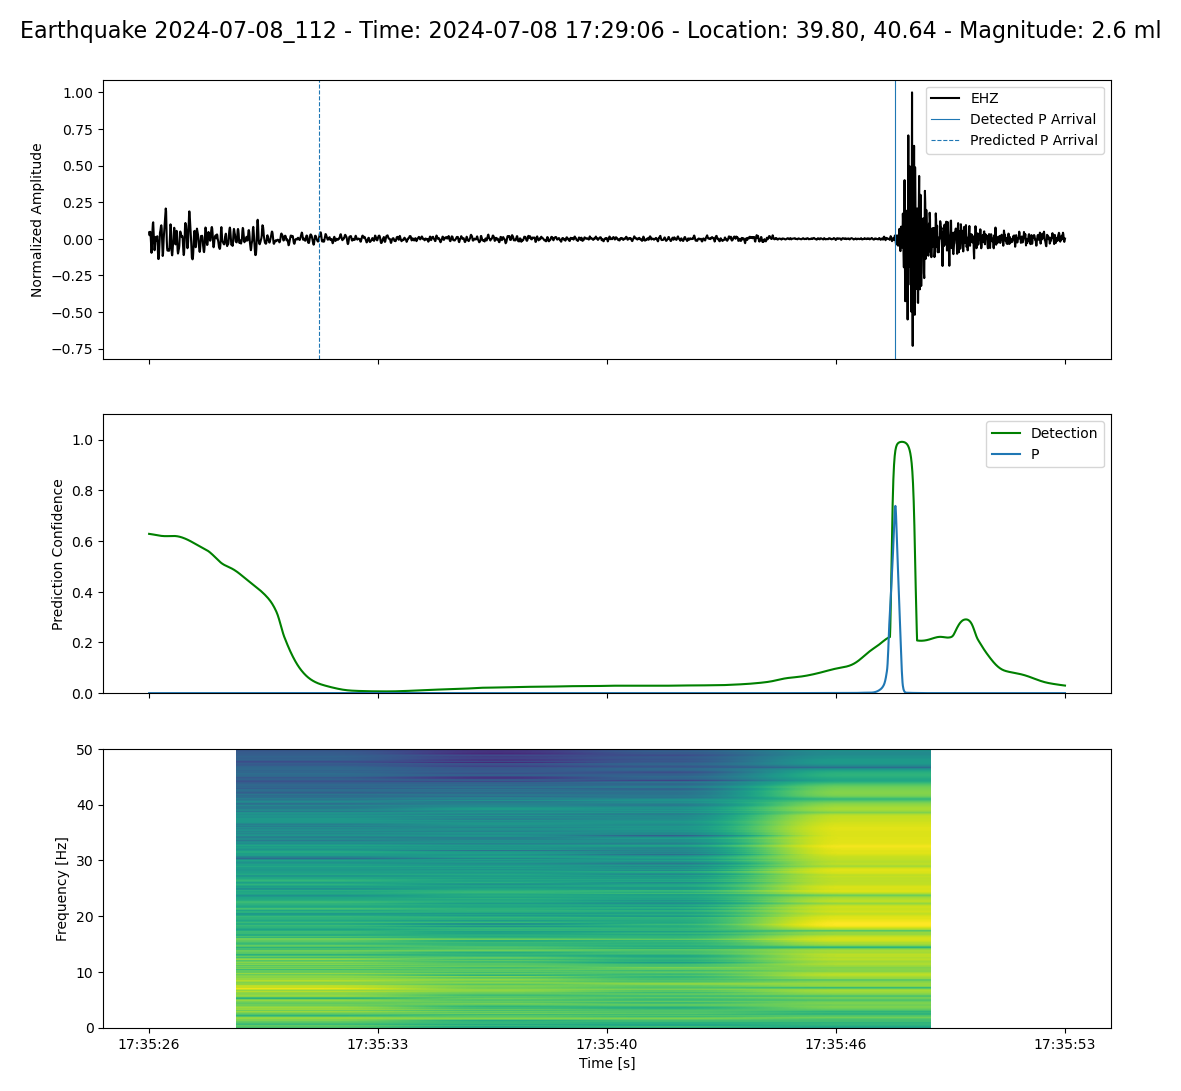 Earthquake 2024-07-08_112 - Time: 2024-07-08 17:29:06 - Location: 39.80, 40.64 - Magnitude: 2.6 ml
Normalized Amplitude
1.00
0.75
0.50
0.25
0.00
−0.25
−0.50
−0.75
EHZ
Detected P Arrival
Predicted P Arrival
Prediction Confidence
1.0
0.8
0.6
0.4
0.2
0.0
Detection
P
Frequency [Hz]
50
40
30
20
10
0
17:35:26 17:35:33 17:35:40 17:35:46 17:35:53
Time [s]